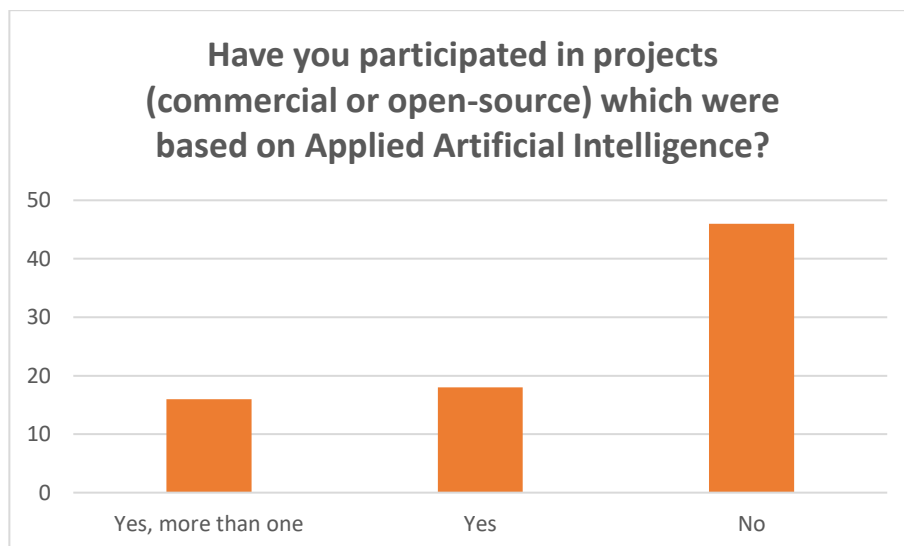 Have you participated in projects
(commercial or open-source) which were
based on Applied Artificial Intelligence?
50
40
30
20
10
0
Yes, more than one
Yes
No